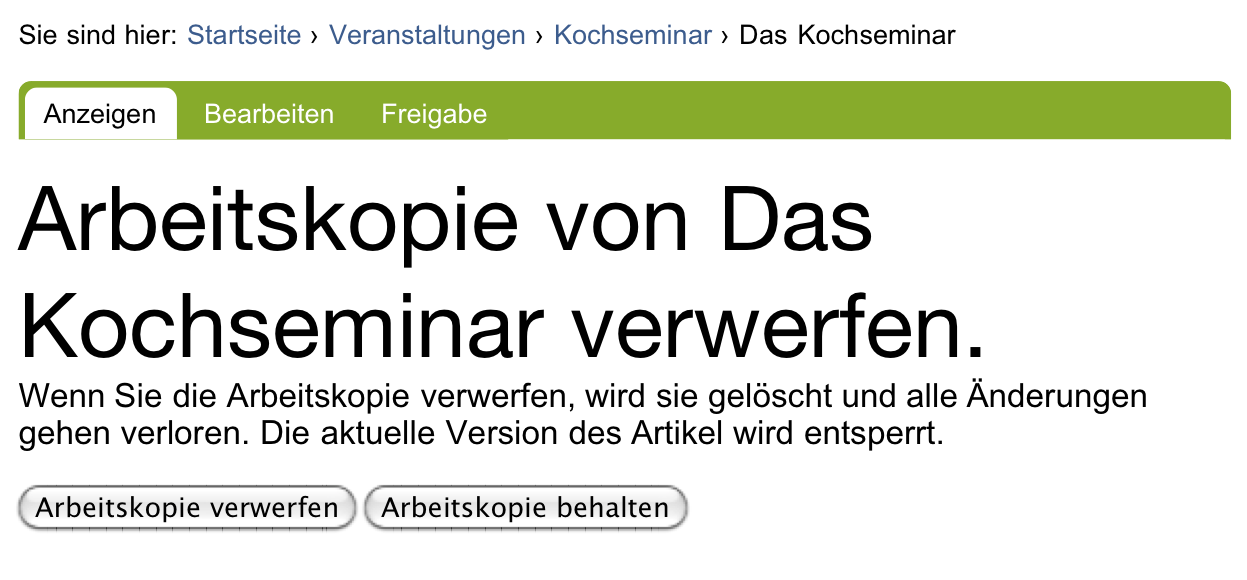 Sie sind hier: Startseite › Veranstaltungen › Kochseminar › Das Kochseminar
Anzeigen Bearbeiten Freigabe
Arbeitskopie von Das
Kochseminar verwerfen.
Wenn Sie die Arbeitskopie verwerfen, wird sie gelöscht und alle Änderungen
gehen verloren. Die aktuelle Version des Artikel wird entsperrt.
Arbeitskopie verwerfen Arbeitskopie behalten